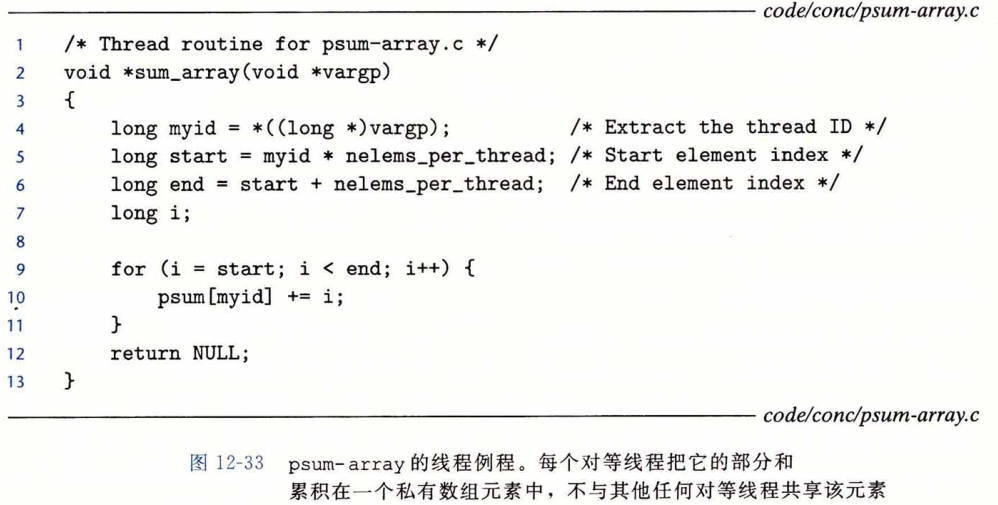 code/conc/psum-array.c
1 /* Thread routine for psum-array.c */
2 void *sum_array(void *vargp)
3 {
4     long myid = *((long *)vargp);          /* Extract the thread ID */
5     long start = myid * nelems_per_thread; /* Start element index */
6     long end = start + nelems_per_thread;  /* End element index */
7     long i;
8
9     for (i = start; i < end; i++) {
10         psum[myid] += i;
11     }
12     return NULL;
13 }
code/conc/psum-array.c
图 12-33 psum-array 的线程例程。每个对等线程把它的部分和
累积在一个私有数组元素中，不与其他任何对等线程共享该元素